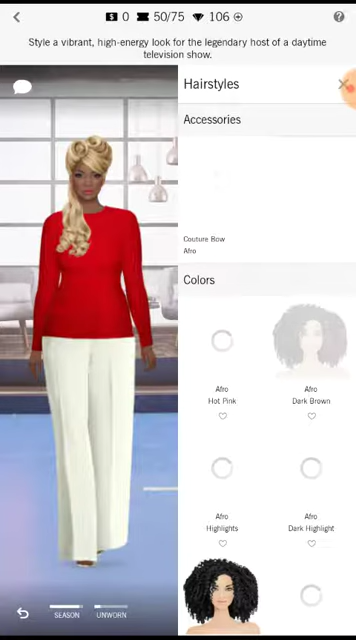 0 50/75 106
Style a vibrant, high-energy look for the legendary host of a daytime
television show.
Hairstyles
Accessories
Couture Bow
Afro
Colors
Afro
Hot Pink
Afro
Dark Brown
Afro
Highlights
Afro
Dark Highlight
SEASON
UNWORN